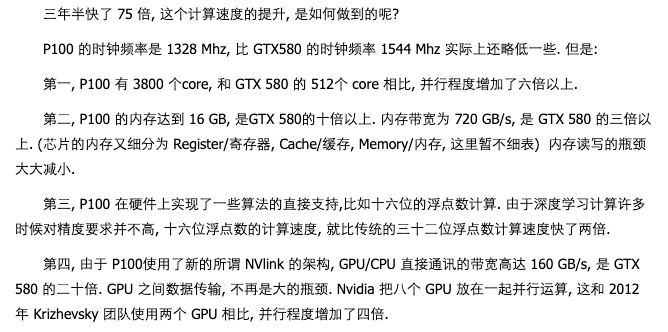 三年半快了 75 倍, 这个计算速度的提升, 是如何做到的呢?
P100 的时钟频率是 1328 Mhz, 比 GTX580 的时钟频率 1544 Mhz 实际上还略低一些. 但是:
第一, P100 有 3800 个core, 和 GTX 580 的 512个 core 相比, 并行程度增加了六倍以上.
第二, P100 的内存达到 16 GB, 是GTX 580的十倍以上. 内存带宽为 720 GB/s, 是 GTX 580 的三倍以
上. (芯片的内存又细分为 Register/寄存器, Cache/缓存, Memory/内存, 这里暂不细表)  内存读写的瓶颈
大大减小.
第三, P100 在硬件上实现了一些算法的直接支持,比如十六位的浮点数计算. 由于深度学习计算许多
时候对精度要求并不高, 十六位浮点数的计算速度, 就比传统的三十二位浮点数计算速度快了两倍.
第四, 由于 P100使用了新的所谓 NVlink 的架构, GPU/CPU 直接通讯的带宽高达 160 GB/s, 是 GTX
580 的二十倍. GPU 之间数据传输, 不再是大的瓶颈. Nvidia 把八个 GPU 放在一起并行运算, 这和 2012
年 Krizhevsky 团队使用两个 GPU 相比, 并行程度增加了四倍.